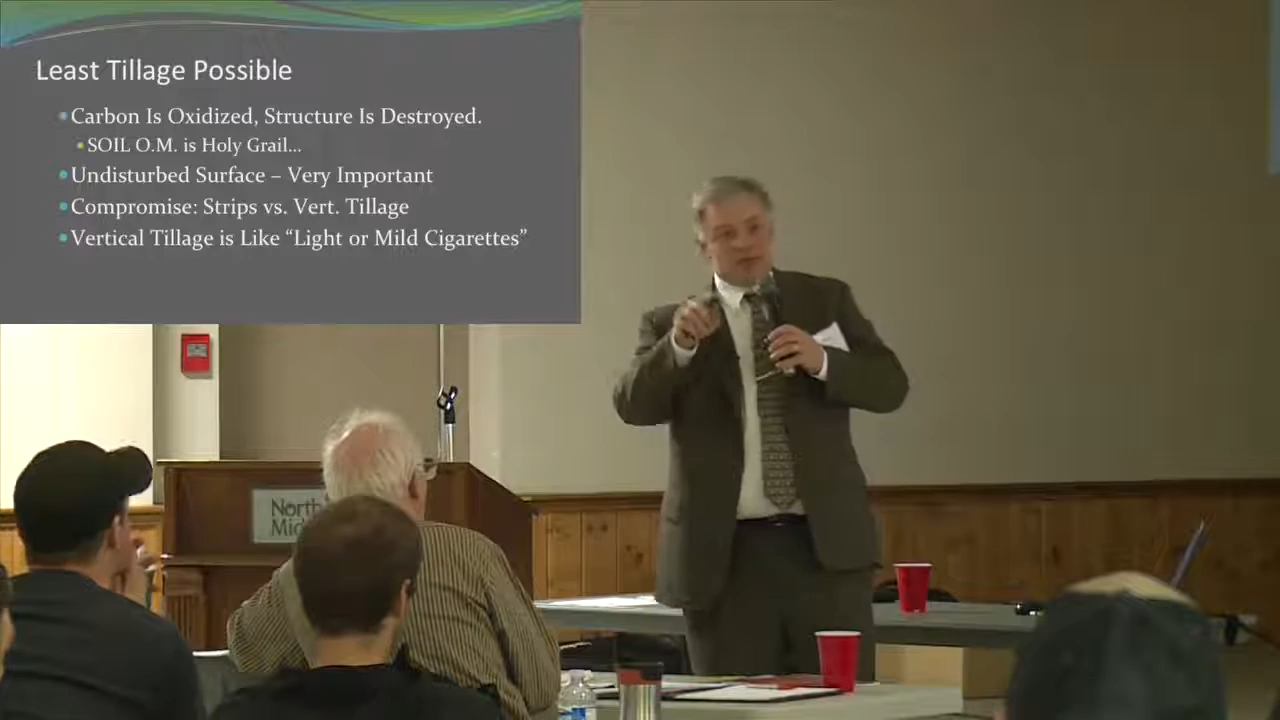 Least Tillage Possible
Carbon Is Oxidized, Structure Is Destroyed.
SOIL O.M. is Holy Grail...
Undisturbed Surface – Very Important
Compromise: Strips vs. Vert. Tillage
Vertical Tillage is Like “Light or Mild Cigarettes”
North
Mid